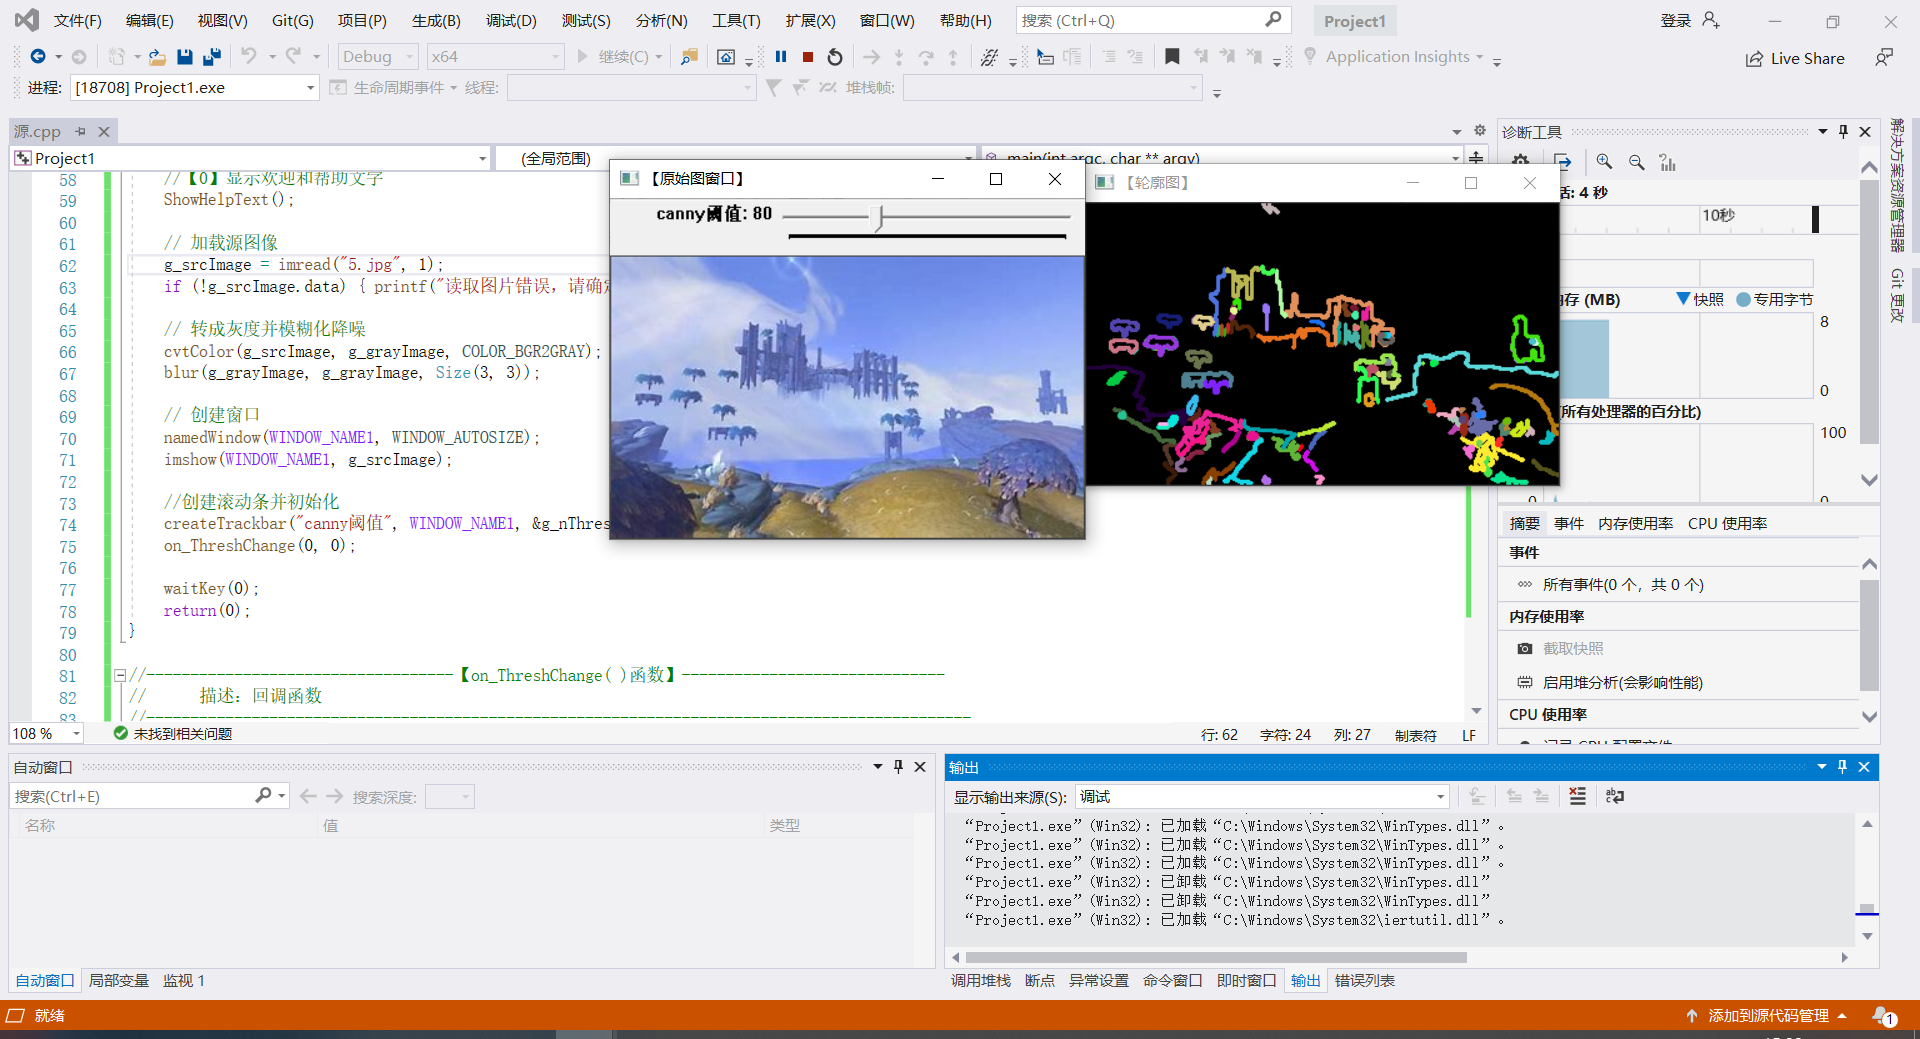 文件(F) 编辑(E) 视图(V) Git(G) 项目(P) 生成(B) 调试(D) 测试(S) 分析(N) 工具(T) 扩展(X) 窗口(W) 帮助(H) 搜索 (Ctrl+Q) Project1 登录
Debug x64 继续(C) Application Insights Live Share
进程: [18708] Project1.exe 生命周期事件 线程: 堆栈帧:
源.cpp
Project1 (全局范围) main(int argc, char ** argv)
58 //【0】显示欢迎和帮助文字
59 ShowHelpText();
60
61 // 加载源图像
62 g_srcImage = imread("5.jpg", 1);
63 if (!g_srcImage.data) { printf("读取图片错误，请确定
64
65 // 转成灰度并模糊化降噪
66 cvtColor(g_srcImage, g_grayImage, COLOR_BGR2GRAY);
67 blur(g_grayImage, g_grayImage, Size(3, 3));
68
69 // 创建窗口
70 namedWindow(WINDOW_NAME1, WINDOW_AUTOSIZE);
71 imshow(WINDOW_NAME1, g_srcImage);
72
73 //创建滚动条并初始化
74 createTrackbar("canny阈值", WINDOW_NAME1, &g_nThres
75 on_ThreshChange(0, 0);
76
77 waitKey(0);
78 return(0);
79 }
80
81 //-----------------------------------【on_ThreshChange( )函数】------------------------------
82 // 描述：回调函数
83 //----------------------------------------------------------------------------------------------
108 % 未找到相关问题 行: 62 字符: 24 列: 27 制表符 LF
【原始图窗口】
canny阈值: 80
【轮廓图】
诊断工具
话: 4 秒
10秒
内存 (MB) 快照 专用字节
8
0
所有处理器的百分比)
100
0 0
摘要 事件 内存使用率 CPU 使用率
事件
所有事件(0 个，共 0 个)
内存使用率
截取快照
启用堆分析(会影响性能)
CPU 使用率
记录 CPU 配置文件
解决方案资源管理器
Git 更改
自动窗口
搜索(Ctrl+E) 搜索深度:
名称 值 类型
自动窗口 局部变量 监视 1
输出
显示输出来源(S): 调试
“Project1.exe” (Win32): 已加载 “C:\Windows\System32\WinTypes.dll”。
“Project1.exe” (Win32): 已加载 “C:\Windows\System32\WinTypes.dll”。
“Project1.exe” (Win32): 已加载 “C:\Windows\System32\WinTypes.dll”。
“Project1.exe” (Win32): 已卸载 “C:\Windows\System32\WinTypes.dll”
“Project1.exe” (Win32): 已卸载 “C:\Windows\System32\WinTypes.dll”
“Project1.exe” (Win32): 已加载 “C:\Windows\System32\iertutil.dll”。
调用堆栈 断点 异常设置 命令窗口 即时窗口 输出 错误列表
就绪 添加到源代码管理 1